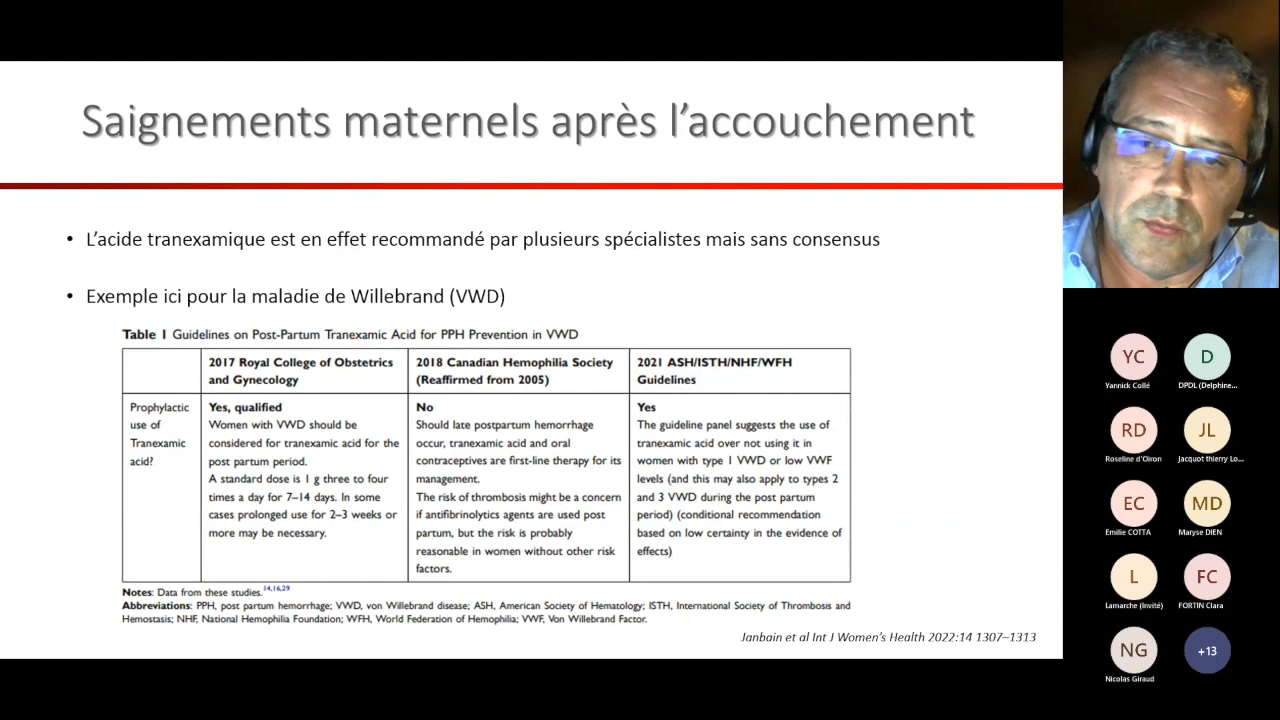 Saignements maternels après l’accouchement
• L’acide tranexamique est en effet recommandé par plusieurs spécialistes mais sans consensus
• Exemple ici pour la maladie de Willebrand (VWD)
Table 1 Guidelines on Post-Partum Tranexamic Acid for PPH Prevention in VWD
2017 Royal College of Obstetrics
and Gynecology
2018 Canadian Hemophilia Society
(Reaffirmed from 2005)
2021 ASH/ISTH/NHF/WFH
Guidelines
Prophylactic
use of
Tranexamic
acid?
Yes, qualified
Women with VWD should be
considered for tranexamic acid for the
post partum period.
A standard dose is 1 g three to four
times a day for 7–14 days. In some
cases prolonged use for 2–3 weeks or
more may be necessary.
No
Should late postpartum hemorrhage
occur, tranexamic acid and oral
contraceptives are first-line therapy for its
management.
The risk of thrombosis might be a concern
if antifibrinolytics agents are used post
partum, but the risk is probably
reasonable in women without other risk
factors.
Yes
The guideline panel suggests the use of
tranexamic acid over not using it in
women with type 1 VWD or low VWF
levels (and this may also apply to types 2
and 3 VWD during the post partum
period) (conditional recommendation
based on low certainty in the evidence of
effects)
Notes: Data from these studies.14,16,29
Abbreviations: PPH, post partum hemorrhage; VWD, von Willebrand disease; ASH, American Society of Hematology; ISTH, International Society of Thrombosis and
Hemostasis; NHF, National Hemophilia Foundation; WFH, World Federation of Hemophilia; VWF, Von Willebrand Factor.
Janbain et al Int J Women’s Health 2022:14 1307–1313
YC
Yannick Collé
D
DPDL (Delphine...
RD
Roseline d'Oiron
JL
Jacquot thierry Lo...
EC
Emilie COTTA
MD
Maryse DIEN
L
Lamarche (Invité)
FC
FORTIN Clara
NG
Nicolas Giraud
+13